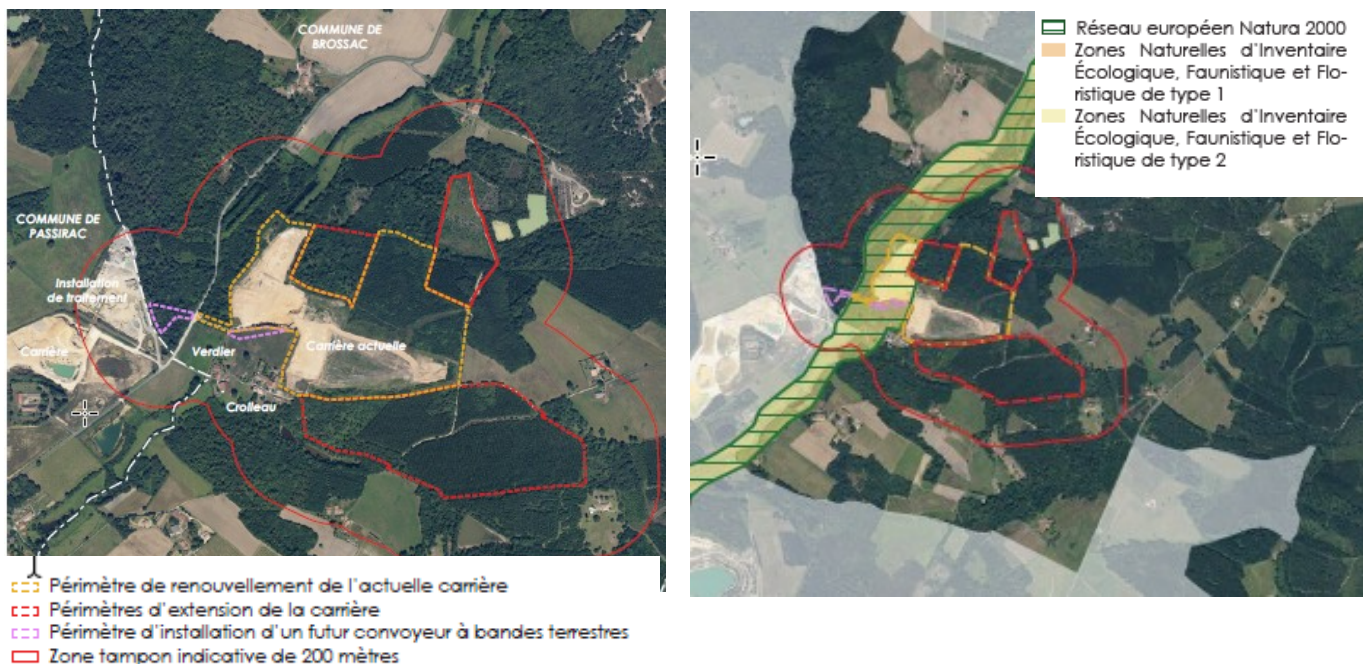 COMMUNE DE
BROSSAC
COMMUNE DE
PASSIRAC
Installation
de traitement
Carrière
Verdier
Carrière actuelle
Crolleau
Périmètre de renouvellement de l'actuelle carrière
Périmètres d'extension de la carrière
Périmètre d'installation d'un futur convoyeur à bandes terrestres
Zone tampon indicative de 200 mètres
Réseau européen Natura 2000
Zones Naturelles d'Inventaire
Écologique, Faunistique et Flo-
ristique de type 1
Zones Naturelles d'Inventaire
Écologique, Faunistique et Flo-
ristique de type 2